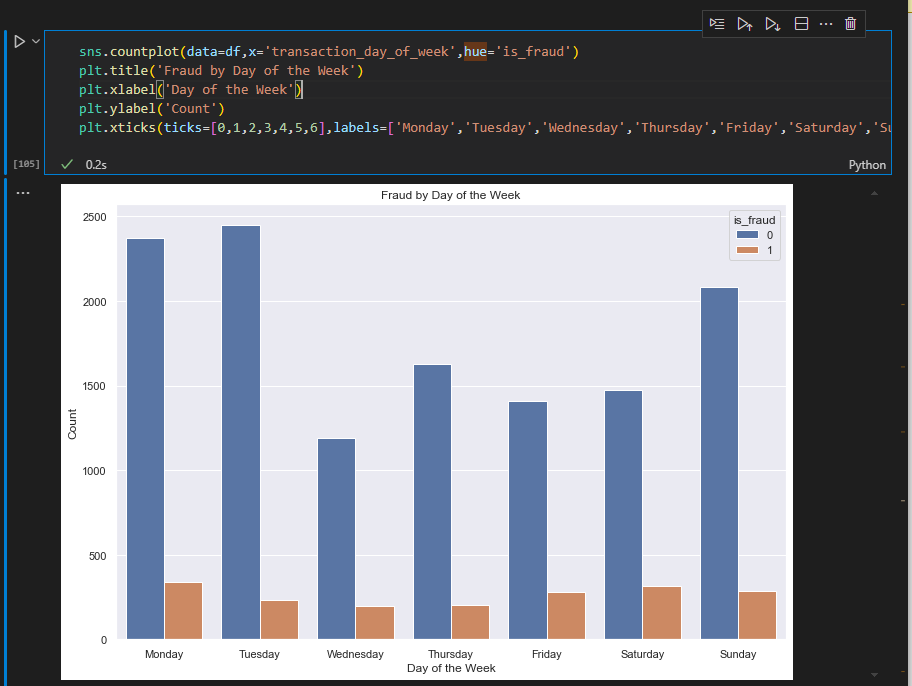 sns.countplot(data=df,x='transaction_day_of_week',hue='is_fraud')
plt.title('Fraud by Day of the Week')
plt.xlabel('Day of the Week')
plt.ylabel('Count')
plt.xticks(ticks=[0,1,2,3,4,5,6],labels=['Monday','Tuesday','Wednesday','Thursday','Friday','Saturday','Su
[105] 0.2s Python
Fraud by Day of the Week
is_fraud
0
1
2500
2000
1500
1000
500
0
Count
Monday Tuesday Wednesday Thursday Friday Saturday Sunday
Day of the Week